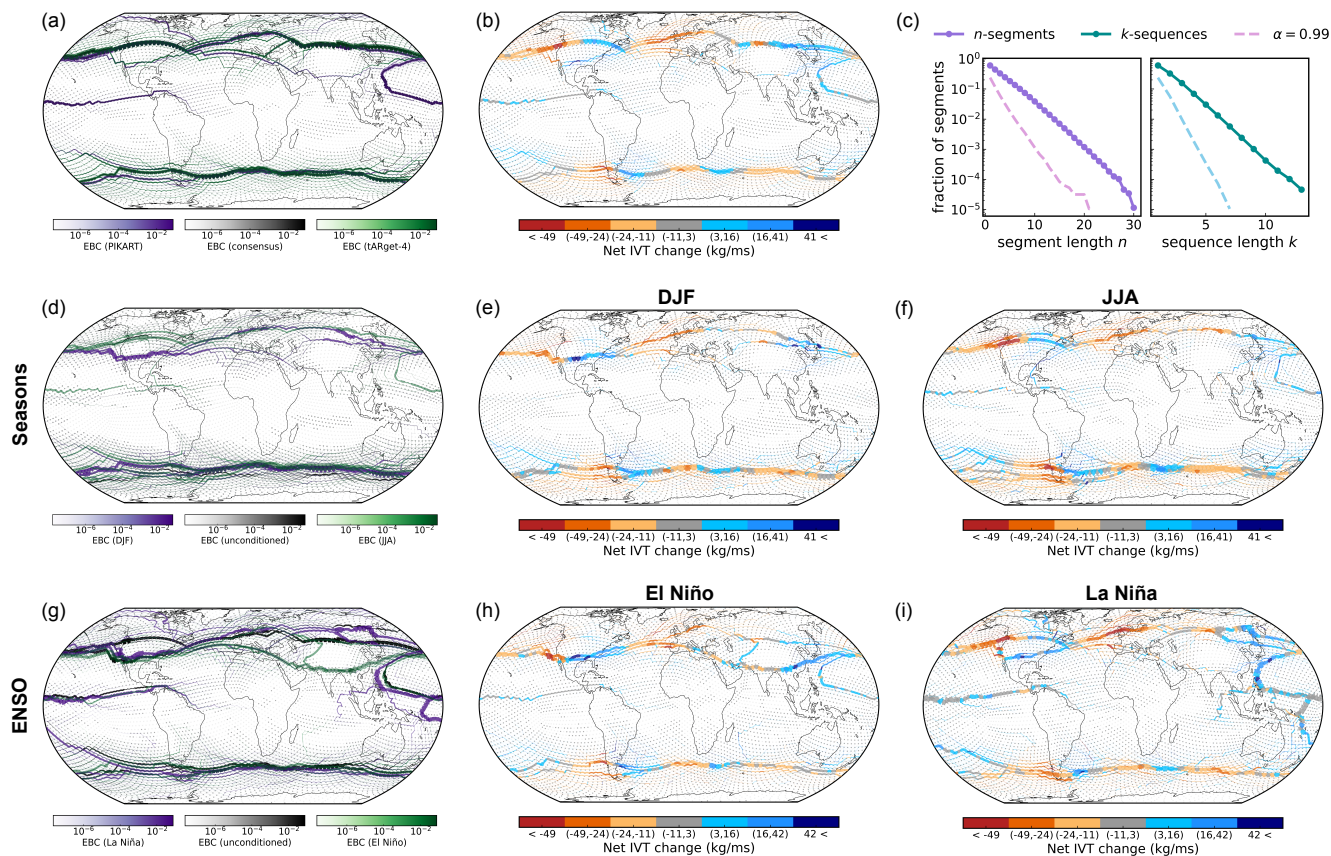 (a)
(b)
(c)
n-segments
k-sequences
α = 0.99
10⁰
10⁻¹
10⁻²
10⁻³
10⁻⁴
10⁻⁵
fraction of segments
0 10 20 30
segment length n
5 10
sequence length k
10⁻⁶ 10⁻⁴ 10⁻²
EBC (PIKART)
10⁻⁶ 10⁻⁴ 10⁻²
EBC (consensus)
10⁻⁶ 10⁻⁴ 10⁻²
EBC (tARget-4)
< -49 (-49,-24) (-24,-11) (-11,3) (3,16) (16,41) 41 <
Net IVT change (kg/ms)
Seasons
(d)
(e)
DJF
(f)
JJA
10⁻⁶ 10⁻⁴ 10⁻²
EBC (DJF)
10⁻⁶ 10⁻⁴ 10⁻²
EBC (unconditioned)
10⁻⁶ 10⁻⁴ 10⁻²
EBC (JJA)
< -49 (-49,-24) (-24,-11) (-11,3) (3,16) (16,41) 41 <
Net IVT change (kg/ms)
< -49 (-49,-24) (-24,-11) (-11,3) (3,16) (16,41) 41 <
Net IVT change (kg/ms)
ENSO
(g)
(h)
El Niño
(i)
La Niña
10⁻⁶ 10⁻⁴ 10⁻²
EBC (La Niña)
10⁻⁶ 10⁻⁴ 10⁻²
EBC (unconditioned)
10⁻⁶ 10⁻⁴ 10⁻²
EBC (El Niño)
< -49 (-49,-24) (-24,-11) (-11,3) (3,16) (16,42) 42 <
Net IVT change (kg/ms)
< -49 (-49,-24) (-24,-11) (-11,3) (3,16) (16,42) 42 <
Net IVT change (kg/ms)